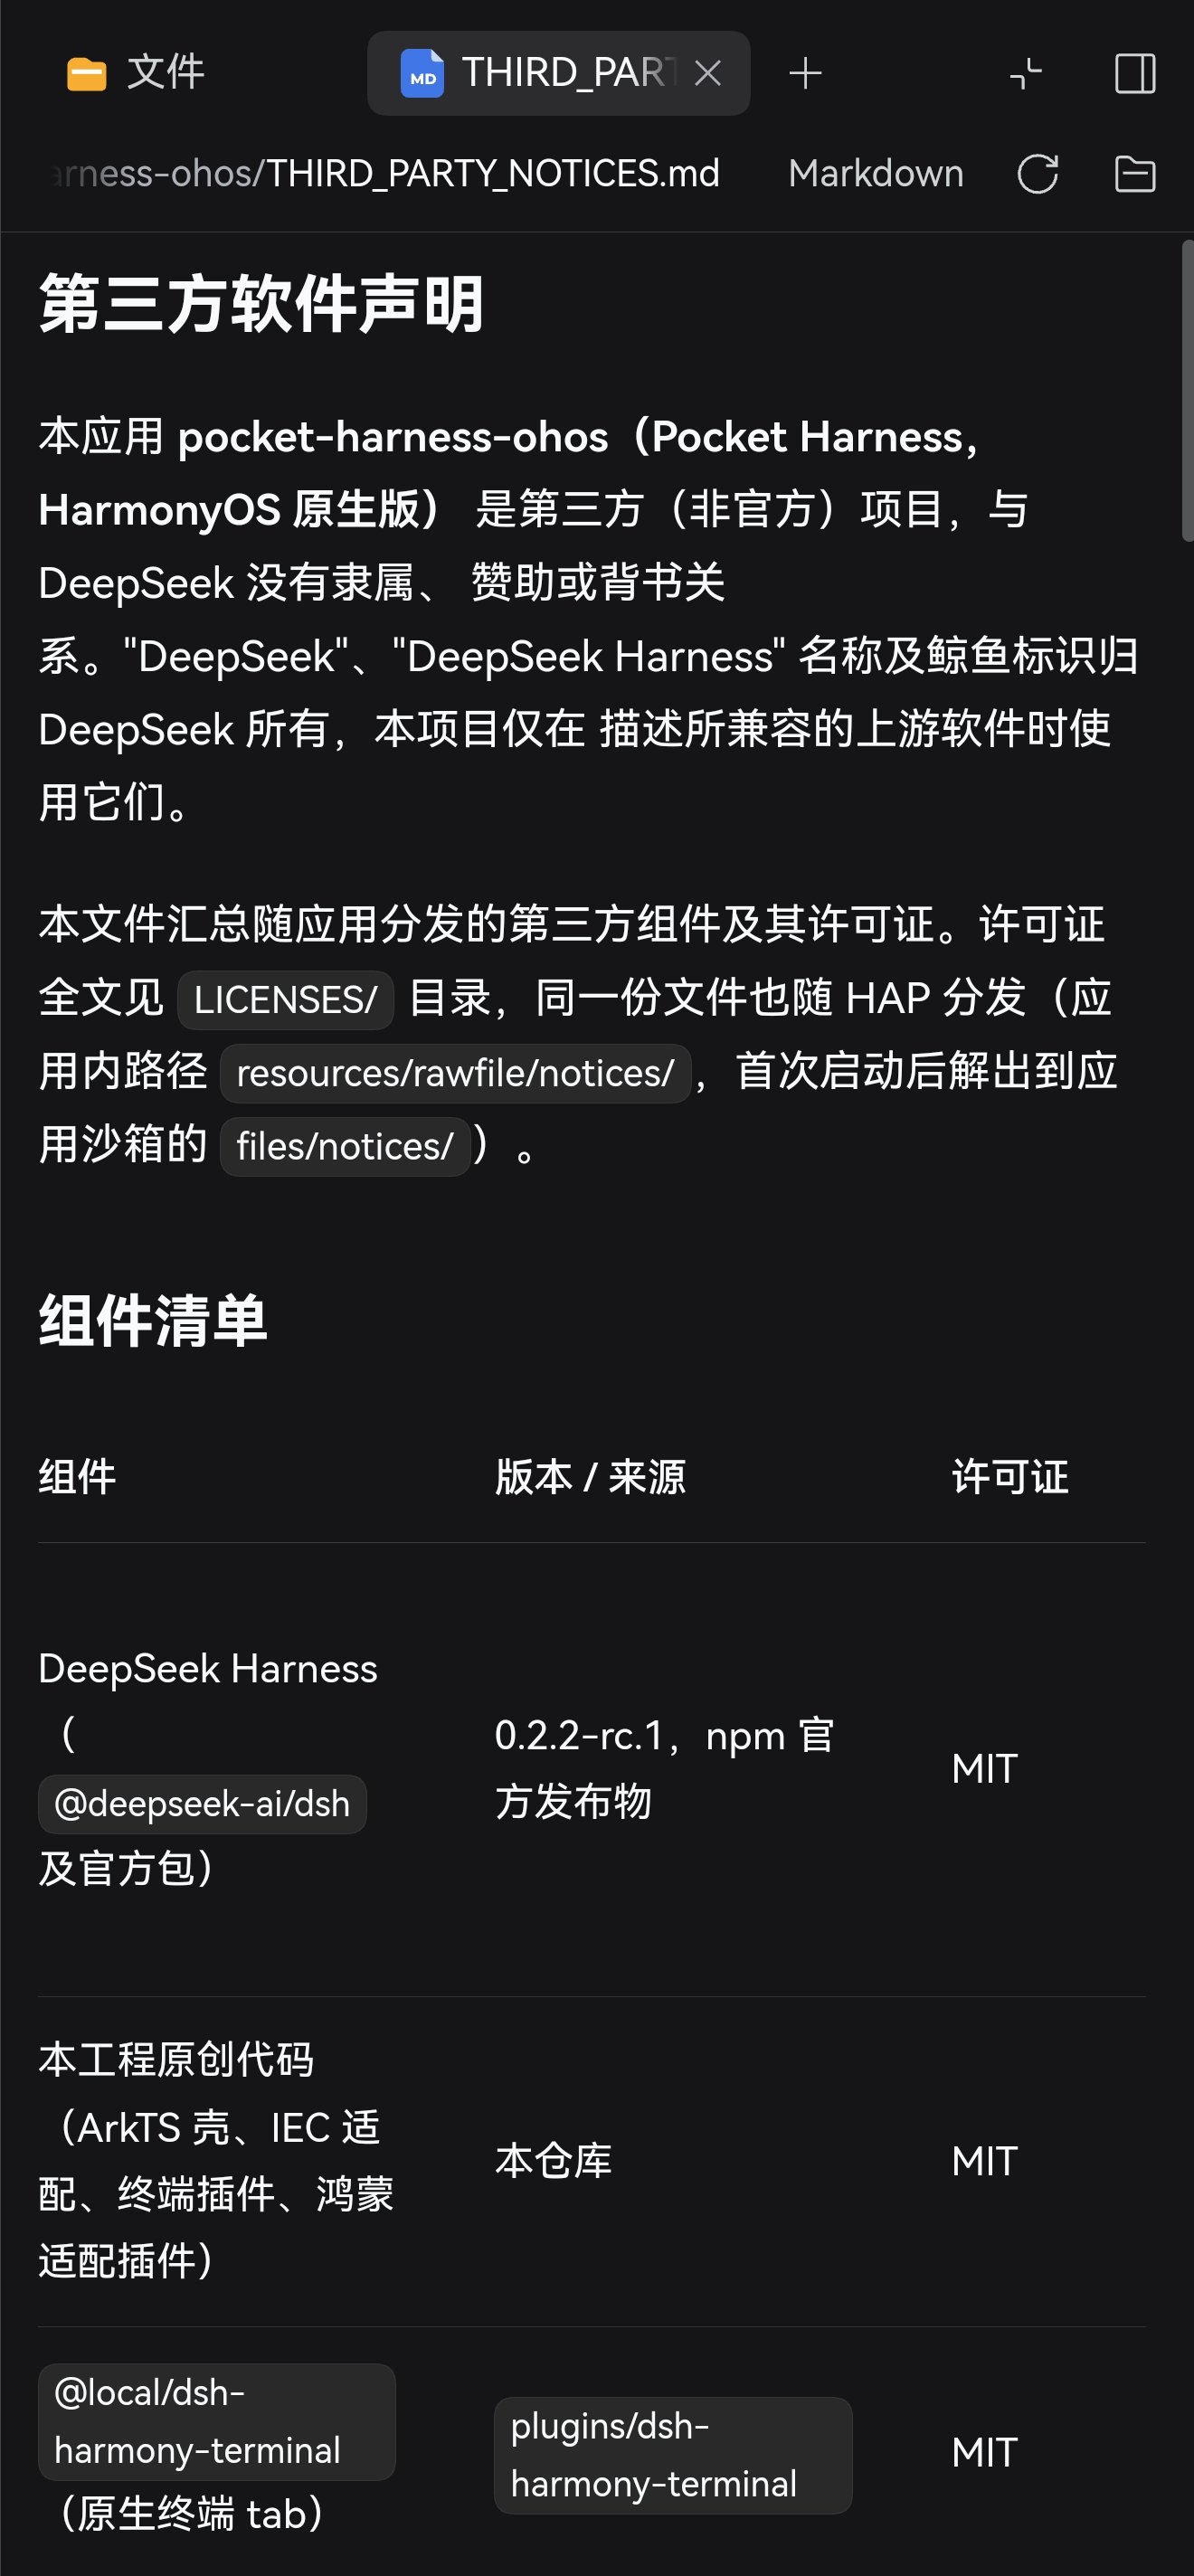 文件
MD
THIRD_PART
arness-ohos/THIRD_PARTY_NOTICES.md
Markdown
第三方软件声明
本应用 pocket-harness-ohos（Pocket Harness，
HarmonyOS 原生版） 是第三方（非官方）项目，与
DeepSeek 没有隶属、 赞助或背书关
系。"DeepSeek"、"DeepSeek Harness" 名称及鲸鱼标识归
DeepSeek 所有，本项目仅在 描述所兼容的上游软件时使
用它们。
本文件汇总随应用分发的第三方组件及其许可证。许可证
全文见 LICENSES/ 目录，同一份文件也随 HAP 分发（应
用内路径 resources/rawfile/notices/，首次启动后解出到应
用沙箱的 files/notices/）。
组件清单
组件
版本 / 来源
许可证
DeepSeek Harness
（
@deepseek-ai/dsh
及官方包）
0.2.2-rc.1，npm 官
方发布物
MIT
本工程原创代码
（ArkTS 壳、IEC 适
配、终端插件、鸿蒙
适配插件）
本仓库
MIT
@local/dsh-
harmony-terminal
（原生终端 tab）
plugins/dsh-
harmony-terminal
MIT